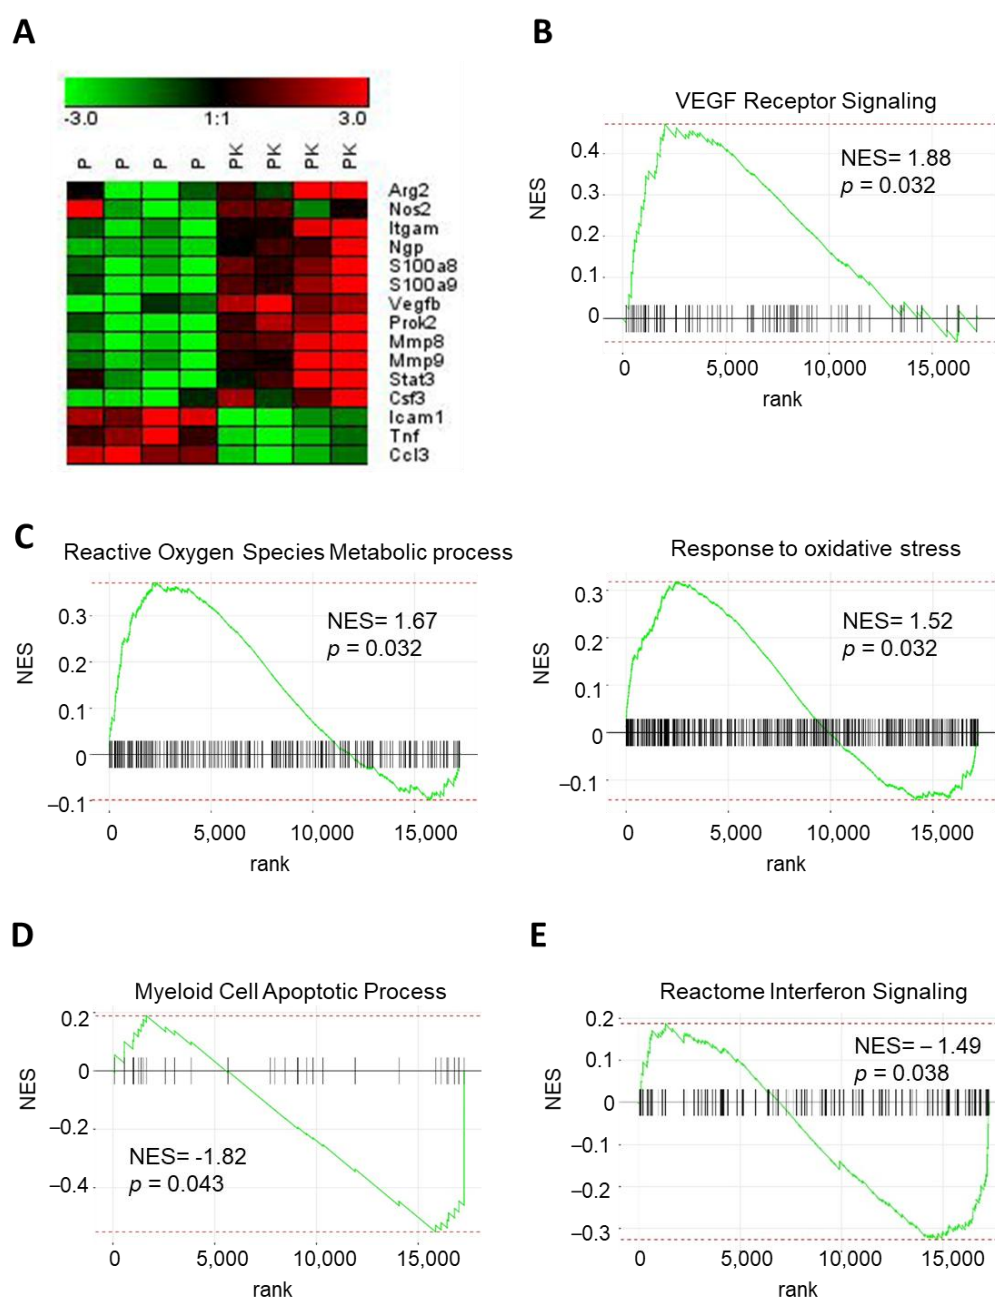 A
-3.0 1:1 3.0
P P P P PK PK PK PK
Arg2
Nos2
Itgam
Ngp
S100a8
S100a9
Vegfb
Prok2
Mmp8
Mmp9
Stat3
Csf3
Icam1
Tnf
Ccl3
B
VEGF Receptor Signaling
NES= 1.88
p = 0.032
NES
0.4
0.3
0.2
0.1
0
0 5,000 10,000 15,000
rank
C
Reactive Oxygen Species Metabolic process
NES= 1.67
p = 0.032
NES
0.3
0.2
0.1
0
−0.1
0 5,000 10,000 15,000
rank
Response to oxidative stress
NES= 1.52
p = 0.032
NES
0.3
0.2
0.1
0
−0.1
0 5,000 10,000 15,000
rank
D
Myeloid Cell Apoptotic Process
NES= -1.82
p = 0.043
NES
0.2
0
−0.2
−0.4
0 5,000 10,000 15,000
rank
E
Reactome Interferon Signaling
NES= − 1.49
p = 0.038
NES
0.2
0.1
0
−0.1
−0.2
−0.3
0 5,000 10,000 15,000
rank